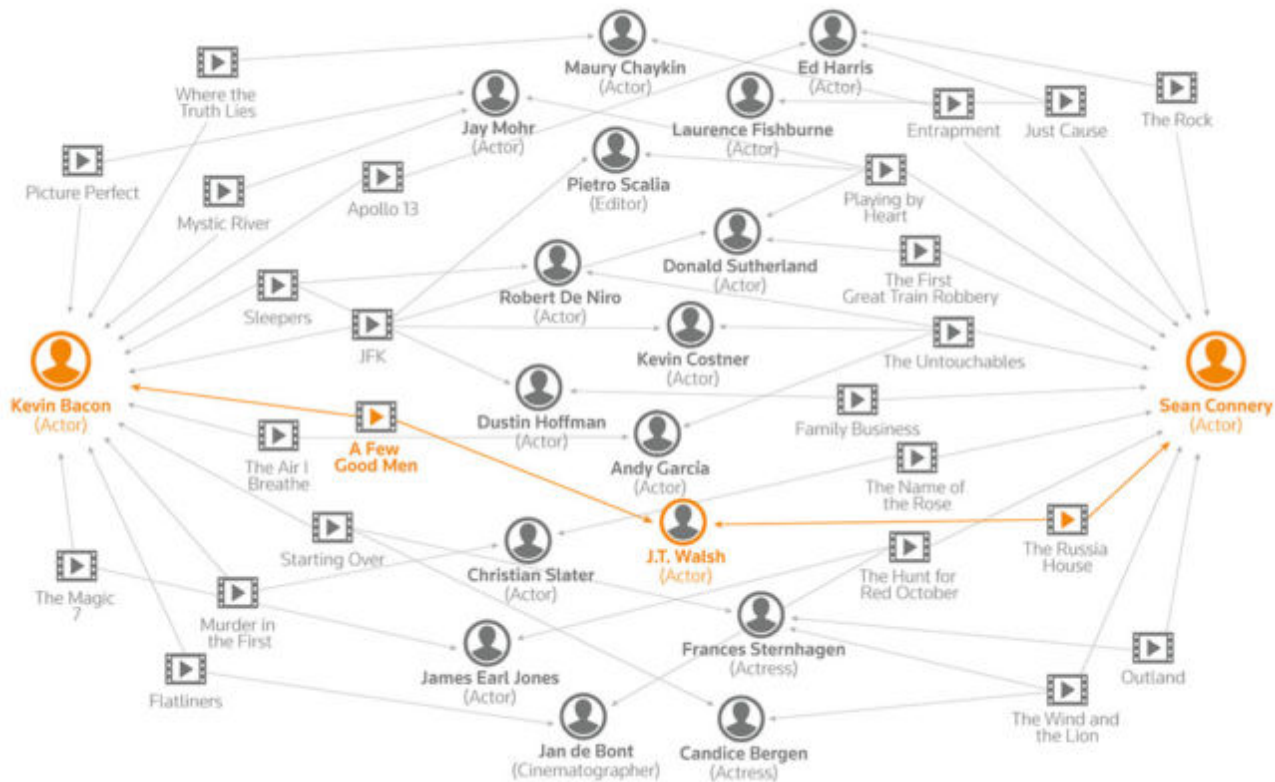 Maury Chaykin
(Actor)
Ed Harris
(Actor)
Where the
Truth Lies
Jay Mohr
(Actor)
Laurence Fishburne
(Actor)
Entrapment
Just Cause
The Rock
Picture Perfect
Mystic River
Apollo 13
Pietro Scalia
(Editor)
Playing by
Heart
Donald Sutherland
(Actor)
The First
Great Train Robbery
Sleepers
Robert De Niro
(Actor)
JFK
Kevin Costner
(Actor)
The Untouchables
Kevin Bacon
(Actor)
Sean Connery
(Actor)
A Few
Good Men
Dustin Hoffman
(Actor)
Family Business
The Air I
Breathe
Andy Garcia
(Actor)
The Name of
the Rose
Starting Over
J.T. Walsh
(Actor)
The Russia
House
Christian Slater
(Actor)
The Hunt for
Red October
The Magic
7
Murder in
the First
Frances Sternhagen
(Actress)
James Earl Jones
(Actor)
Outland
Flatliners
The Wind and
the Lion
Jan de Bont
(Cinematographer)
Candice Bergen
(Actress)